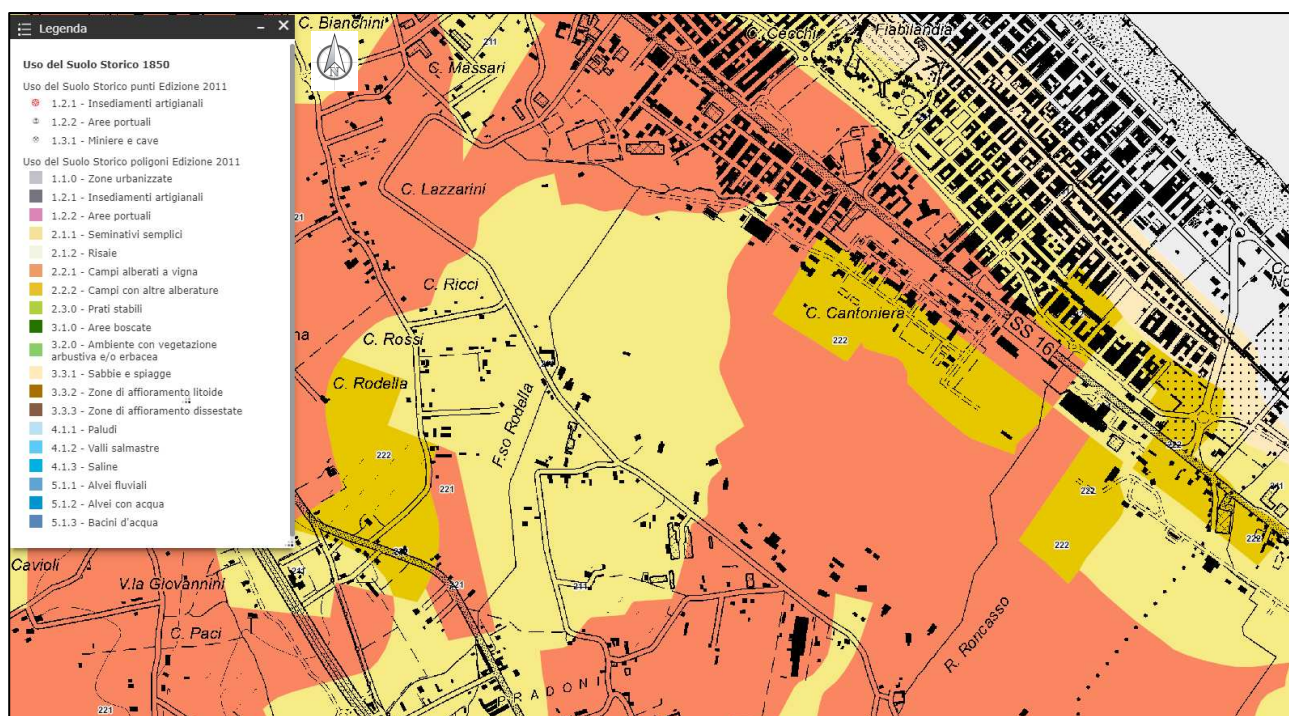 Legenda
Uso del Suolo Storico 1850
Uso del Suolo Storico punti Edizione 2011
1.2.1 - Insediamenti artigianali
1.2.2 - Aree portuali
1.3.1 - Miniere e cave
Uso del Suolo Storico poligoni Edizione 2011
1.1.0 - Zone urbanizzate
1.2.1 - Insediamenti artigianali
1.2.2 - Aree portuali
2.1.1 - Seminativi semplici
2.1.2 - Risaie
2.2.1 - Campi alberati a vigna
2.2.2 - Campi con altre alberature
2.3.0 - Prati stabili
3.1.0 - Aree boscate
3.2.0 - Ambiente con vegetazione
arbustiva e/o erbacea
3.3.1 - Sabbie e spiagge
3.3.2 - Zone di affioramento litoide
3.3.3 - Zone di affioramento dissestate
4.1.1 - Paludi
4.1.2 - Valli salmastre
4.1.3 - Saline
5.1.1 - Alvei fluviali
5.1.2 - Alvei con acqua
5.1.3 - Bacini d'acqua
N
C. Bianchini
C. Cecchi
Fiabilandia
211
C. Massari
C. Lazzarini
21
C. Ricci
na
C. Rossi
C. Cantoniera
222
SS 16
C. Rodella
F.so Rodella
222
221
222
222
241
222
222
Cavioli
V.la Giovannini
241
221
211
C. Paci
R. Roncasso
PRADONI
221